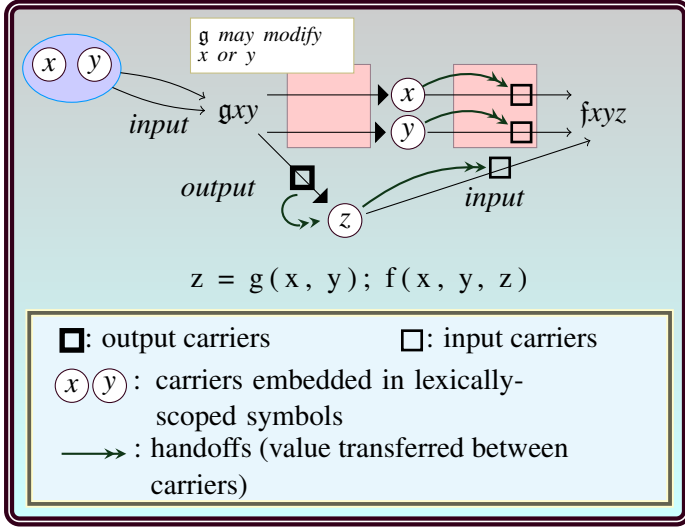 𝔤 may modify
x or y
x y
input
𝔤xy
x
y
𝔣xyz
output
input
z
z = g(x, y); f(x, y, z)
: output carriers
: input carriers
x y : carriers embedded in lexically-
scoped symbols
: handoffs (value transferred between
carriers)